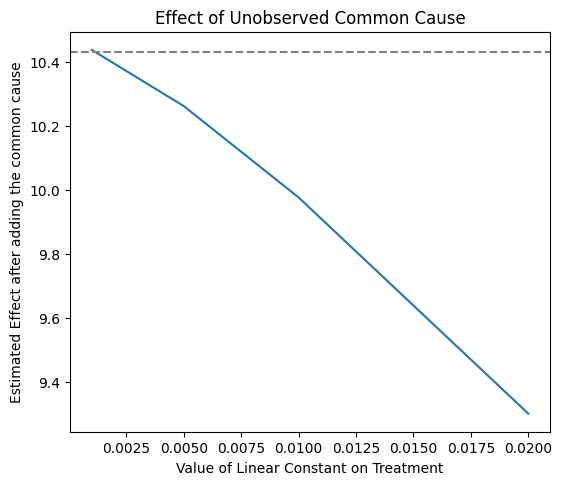 Effect of Unobserved Common Cause
Estimated Effect after adding the common cause
10.4
10.2
10.0
9.8
9.6
9.4
0.0025 0.0050 0.0075 0.0100 0.0125 0.0150 0.0175 0.0200
Value of Linear Constant on Treatment